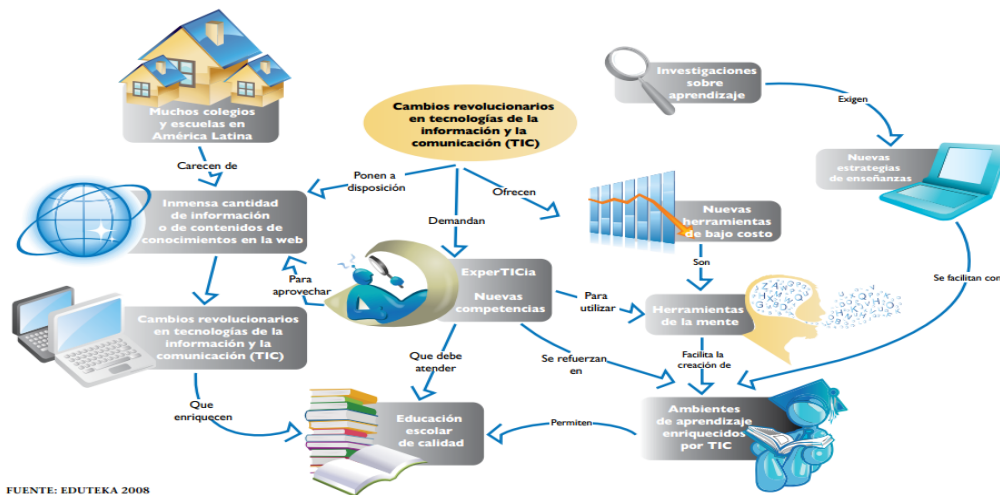 Muchos colegios
y escuelas en
América Latina
Carecen de
Inmensa cantidad
de información
o de contenidos de
conocimientos en la web
Cambios revolucionarios
en tecnologías de la
información y la
comunicación (TIC)
Que
enriquecen
Cambios revolucionarios
en tecnologías de la
información y la
comunicación (TIC)
Ponen a
disposición
Demandan
Ofrecen
Para
aprovechar
ExperTICia
Nuevas
competencias
Que debe
atender
Para
utilizar
Se refuerzan
en
Educación
escolar
de calidad
Investigaciones
sobre
aprendizaje
Exigen
Nuevas
estrategias
de enseñanzas
Se facilitan con
Nuevas
herramientas
de bajo costo
Son
Herramientas
de la mente
Facilita la
creación de
Ambientes
de aprendizaje
enriquecidos
por TIC
Permiten
FUENTE: EDUTEKA 2008